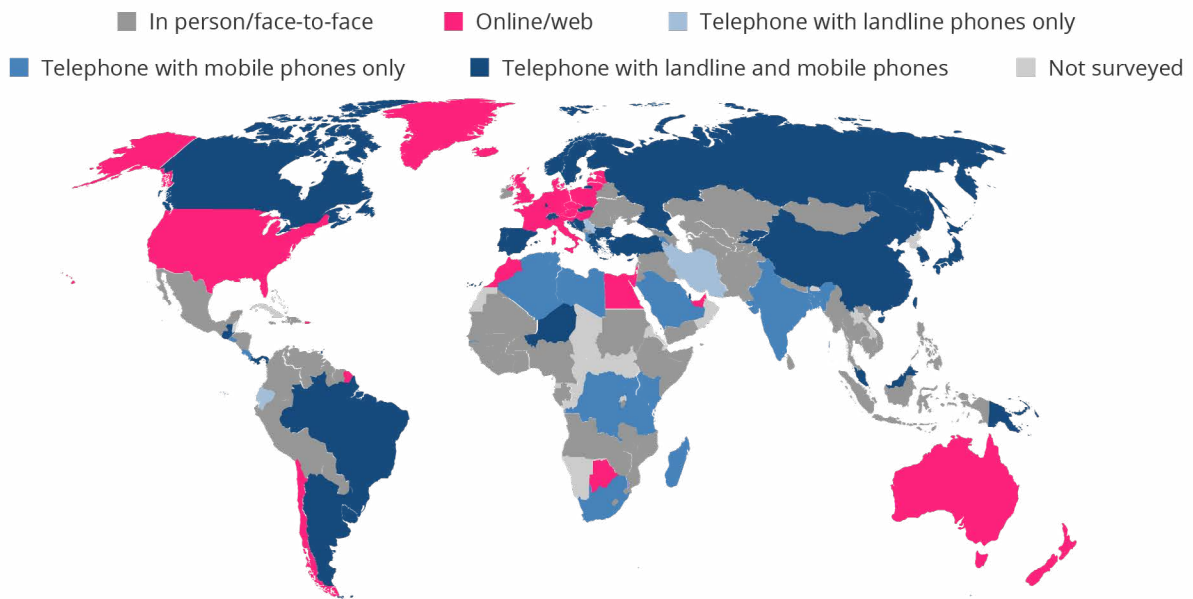 In person/face-to-face Online/web Telephone with landline phones only
Telephone with mobile phones only Telephone with landline and mobile phones Not surveyed